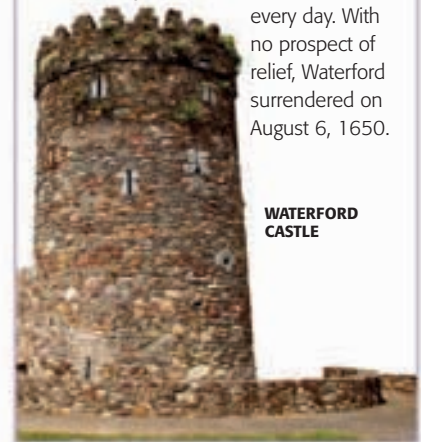 every day. With
no prospect of
relief, Waterford
surrendered on
August 6, 1650.
WATERFORD
CASTLE